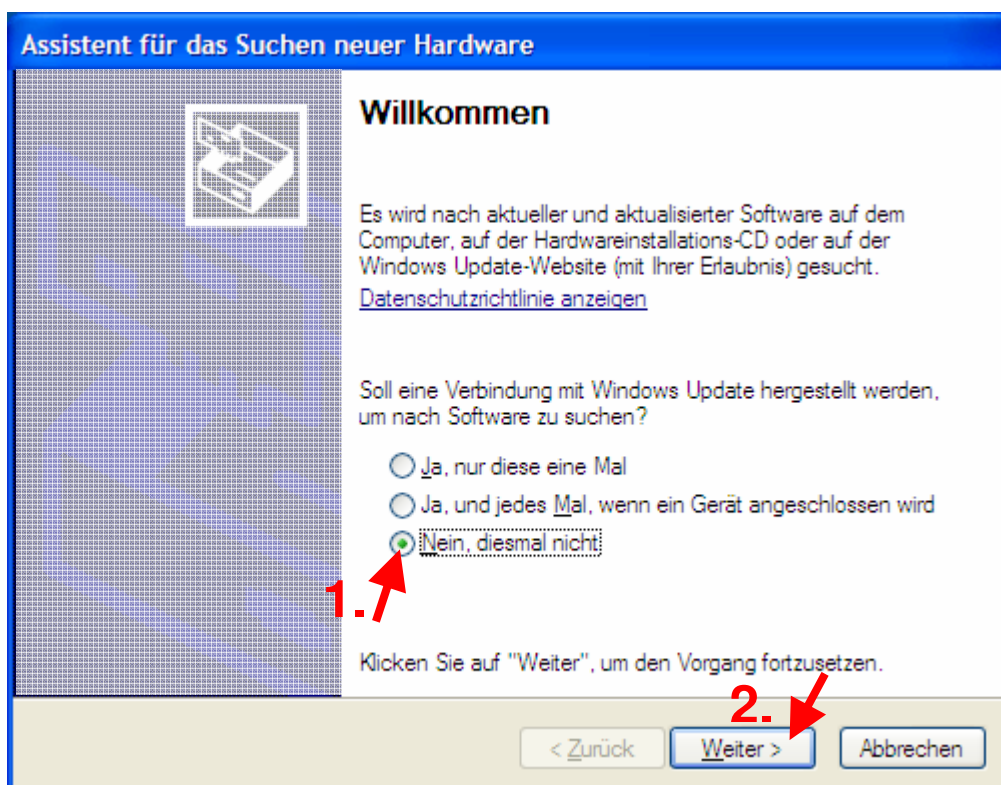 Assistent für das Suchen neuer Hardware
Willkommen
Es wird nach aktueller und aktualisierter Software auf dem
Computer, auf der Hardwareinstallations-CD oder auf der
Windows Update-Website (mit Ihrer Erlaubnis) gesucht.
Datenschutzrichtlinie anzeigen
Soll eine Verbindung mit Windows Update hergestellt werden,
um nach Software zu suchen?
Ja, nur diese eine Mal
Ja, und jedes Mal, wenn ein Gerät angeschlossen wird
Nein, diesmal nicht
1.
Klicken Sie auf "Weiter", um den Vorgang fortzusetzen.
2.
< Zurück Weiter > Abbrechen